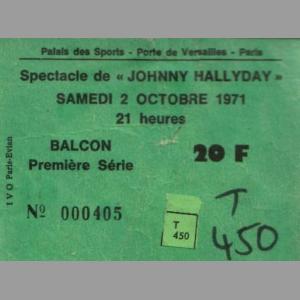 Palais des Sports - Porte de Versailles - Paris
Spectacle de « JOHNNY HALLYDAY »
SAMEDI 2 OCTOBRE 1971
21 heures
BALCON
Première Série
20 F
I V O Paris-Evian
Nº 000405
T
450
T
450